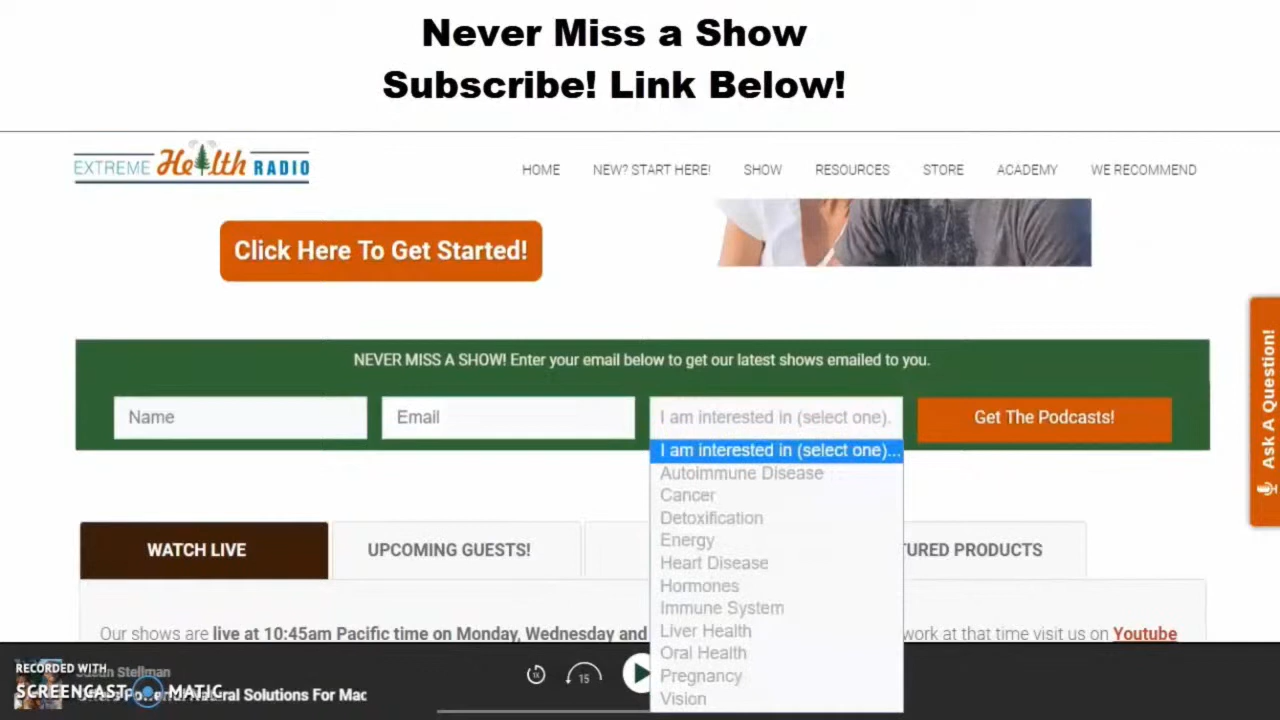 Never Miss a Show
Subscribe! Link Below!
EXTREME Health RADIO
HOME NEW? START HERE! SHOW RESOURCES STORE ACADEMY WE RECOMMEND
Click Here To Get Started!
Ask A Question!
NEVER MISS A SHOW! Enter your email below to get our latest shows emailed to you.
Name Email I am interested in (select one). Get The Podcasts!
I am interested in (select one)...
Autoimmune Disease
Cancer
Detoxification
Energy
Heart Disease
Hormones
Immune System
Liver Health
Oral Health
Pregnancy
Vision
WATCH LIVE UPCOMING GUESTS! TURED PRODUCTS
Our shows are live at 10:45am Pacific time on Monday, Wednesday and work at that time visit us on Youtube
RECORDED WITH
SCREENCAST MATIC
Stellman
1x 15
Solutions For Mac